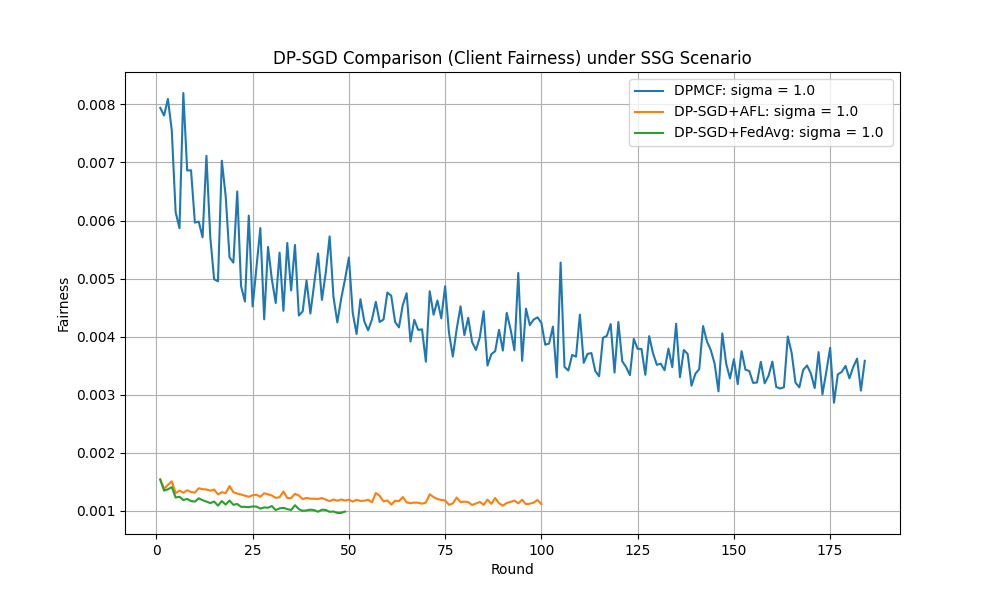 DP-SGD Comparison (Client Fairness) under SSG Scenario
DPMCF: sigma = 1.0
DP-SGD+AFL: sigma = 1.0
DP-SGD+FedAvg: sigma = 1.0
Fairness
0.008
0.007
0.006
0.005
0.004
0.003
0.002
0.001
0 25 50 75 100 125 150 175
Round